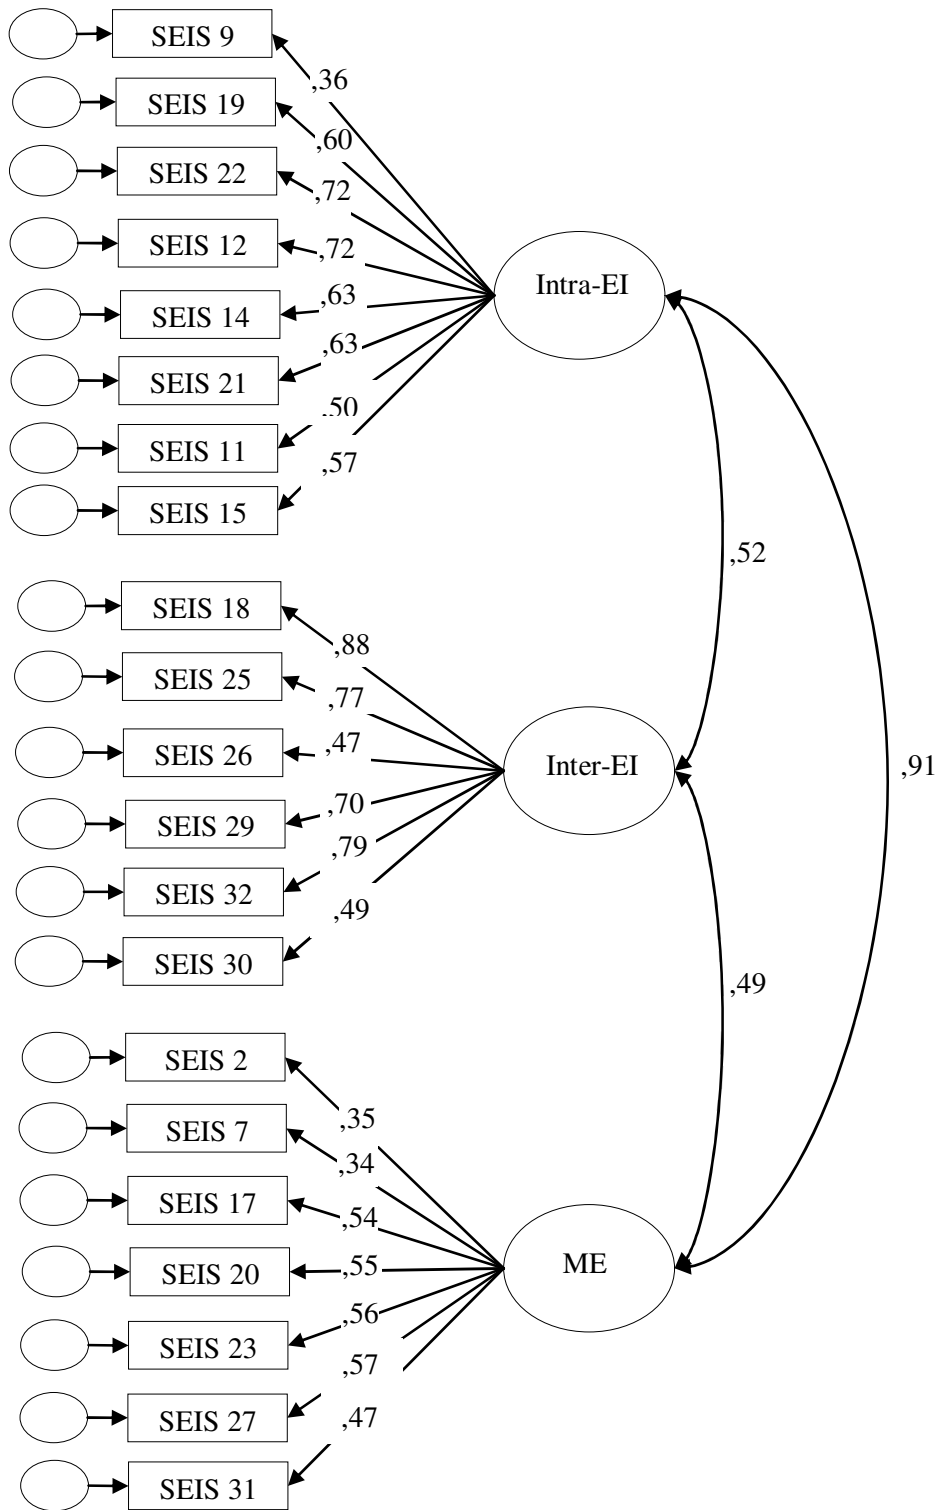 SEIS 9
,36
SEIS 19
,60
SEIS 22
,72
SEIS 12
,72
Intra-EI
SEIS 14
,63
SEIS 21
,63
SEIS 11
,50
SEIS 15
,57
,52
SEIS 18
,88
SEIS 25
,77
SEIS 26
,47
Inter-EI
,91
SEIS 29
,70
SEIS 32
,79
SEIS 30
,49
,49
SEIS 2
,35
SEIS 7
,34
SEIS 17
,54
SEIS 20
,55
ME
SEIS 23
,56
SEIS 27
,57
SEIS 31
,47